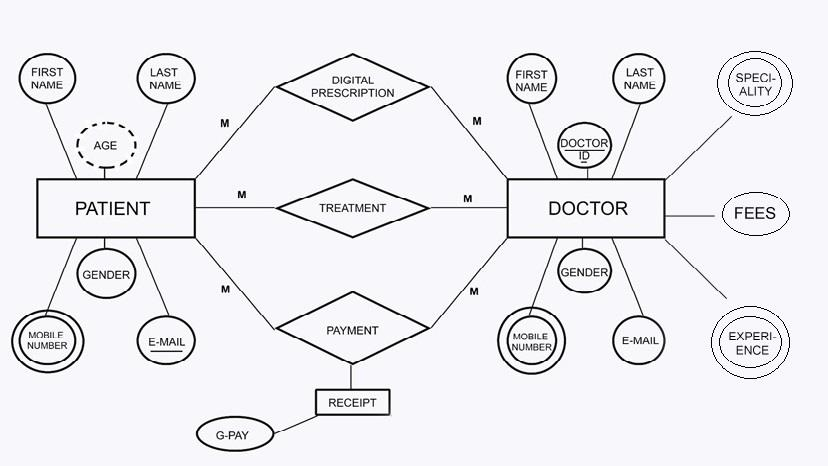 FIRST
NAME
LAST
NAME
AGE
PATIENT
GENDER
MOBILE
NUMBER
E-MAIL
M
M
M
DIGITAL
PRESCRIPTION
TREATMENT
PAYMENT
RECEIPT
G-PAY
M
M
M
FIRST
NAME
LAST
NAME
DOCTOR
ID
DOCTOR
GENDER
MOBILE
NUMBER
E-MAIL
SPECI-
ALITY
FEES
EXPERI-
ENCE